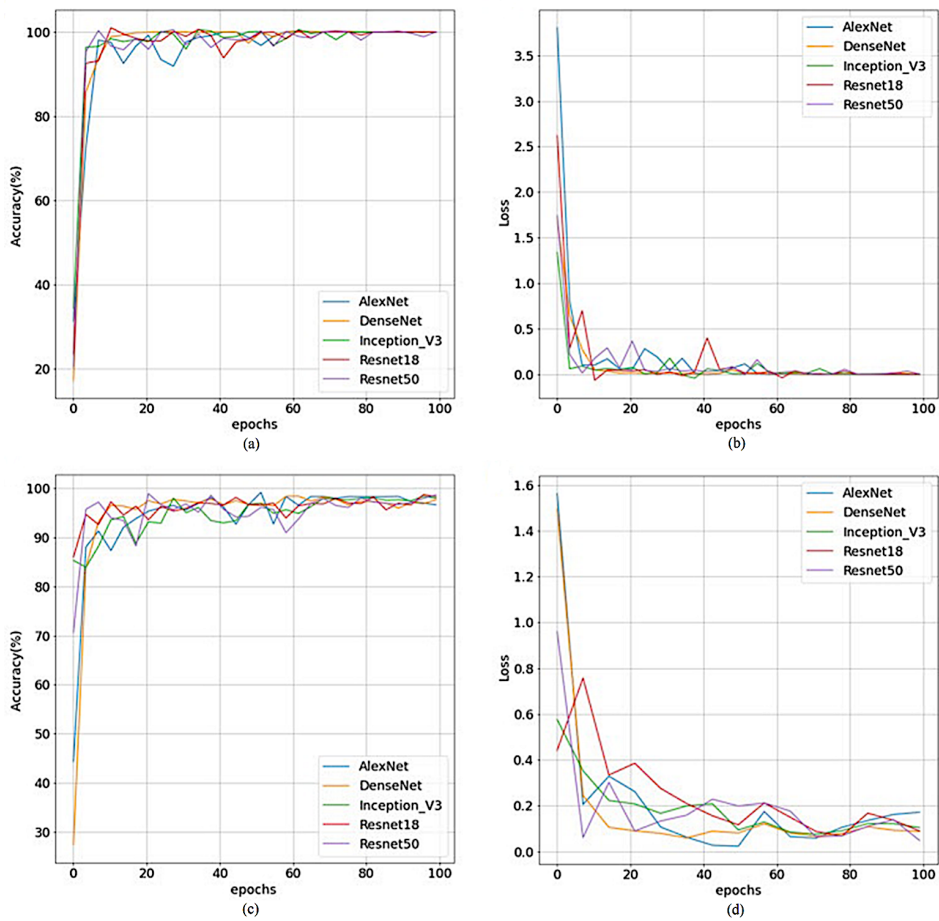 Accuracy(%)
100
80
60
40
20
0 20 40 60 80 100
epochs
AlexNet
DenseNet
Inception_V3
Resnet18
Resnet50
(a)
Loss
3.5
3.0
2.5
2.0
1.5
1.0
0.5
0.0
0 20 40 60 80 100
epochs
AlexNet
DenseNet
Inception_V3
Resnet18
Resnet50
(b)
Accuracy(%)
100
90
80
70
60
50
40
30
0 20 40 60 80 100
epochs
AlexNet
DenseNet
Inception_V3
Resnet18
Resnet50
(c)
Loss
1.6
1.4
1.2
1.0
0.8
0.6
0.4
0.2
0.0
0 20 40 60 80 100
epochs
AlexNet
DenseNet
Inception_V3
Resnet18
Resnet50
(d)